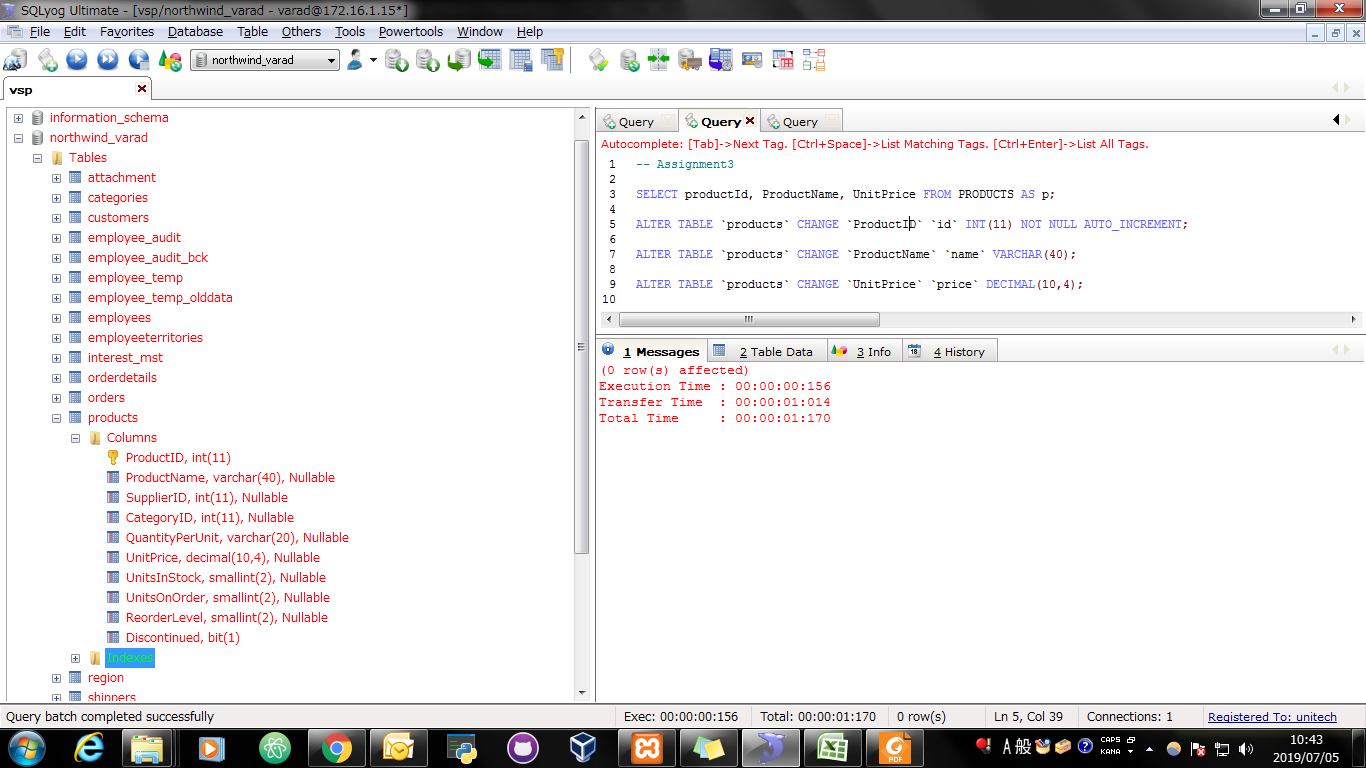 SQLyog Ultimate - [vsp/northwind_varad - varad@172.16.1.15*]
File Edit Favorites Database Table Others Tools Powertools Window Help
northwind_varad
vsp
information_schema
northwind_varad
Tables
attachment
categories
customers
employee_audit
employee_audit_bck
employee_temp
employee_temp_olddata
employees
employeeterritories
interest_mst
orderdetails
orders
products
Columns
ProductID, int(11)
ProductName, varchar(40), Nullable
SupplierID, int(11), Nullable
CategoryID, int(11), Nullable
QuantityPerUnit, varchar(20), Nullable
UnitPrice, decimal(10,4), Nullable
UnitsInStock, smallint(2), Nullable
UnitsOnOrder, smallint(2), Nullable
ReorderLevel, smallint(2), Nullable
Discontinued, bit(1)
Indexes
region
shippers
Query Query Query
Autocomplete: [Tab]->Next Tag. [Ctrl+Space]->List Matching Tags. [Ctrl+Enter]->List All Tags.
1 -- Assignment3
2
3 SELECT productId, ProductName, UnitPrice FROM PRODUCTS AS p;
4
5 ALTER TABLE `products` CHANGE `ProductID` `id` INT(11) NOT NULL AUTO_INCREMENT;
6
7 ALTER TABLE `products` CHANGE `ProductName` `name` VARCHAR(40);
8
9 ALTER TABLE `products` CHANGE `UnitPrice` `price` DECIMAL(10,4);
10
1 Messages 2 Table Data 3 Info 18 4 History
(0 row(s) affected)
Execution Time : 00:00:00:156
Transfer Time : 00:00:01:014
Total Time : 00:00:01:170
Query batch completed successfully Exec: 00:00:00:156 Total: 00:00:01:170 0 row(s) Ln 5, Col 39 Connections: 1 Registered To: unitech
PDF
A 般 CAPS KANA
10:43
2019/07/05